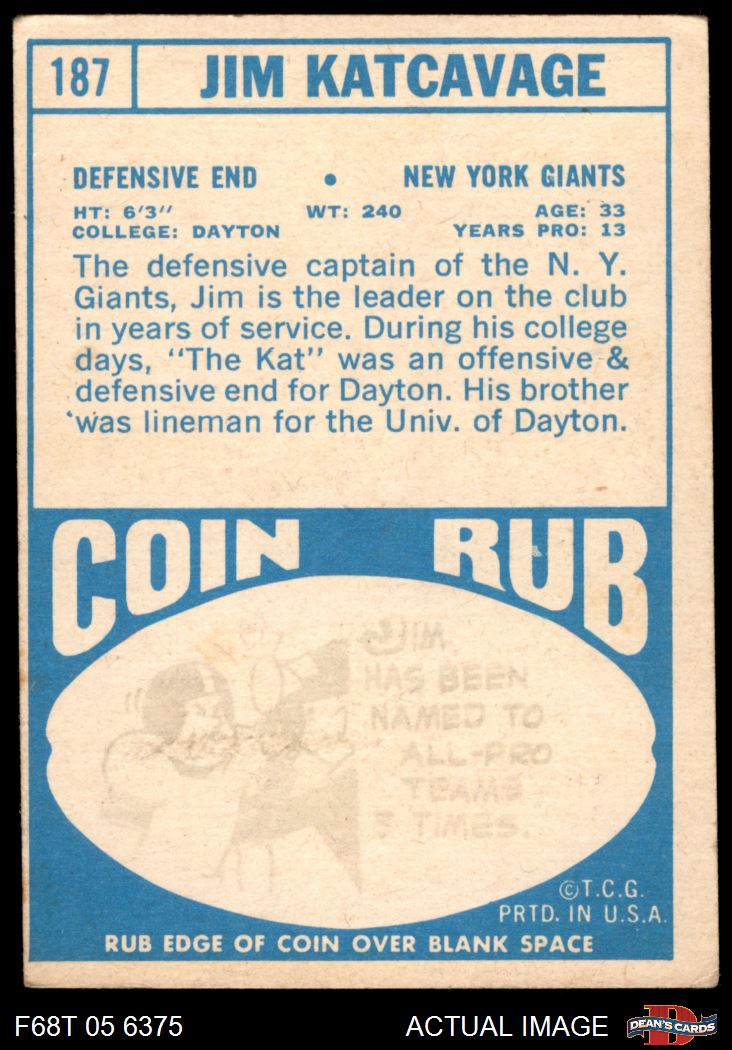 187 JIM KATCAVAGE
DEFENSIVE END • NEW YORK GIANTS
HT: 6'3" WT: 240 AGE: 33
COLLEGE: DAYTON YEARS PRO: 13
The defensive captain of the N. Y.
Giants, Jim is the leader on the club
in years of service. During his college
days, "The Kat" was an offensive &
defensive end for Dayton. His brother
was lineman for the Univ. of Dayton.
COIN RUB
JIM
HAS BEEN
NAMED TO
ALL-PRO
TEAMS
TIMES.
©T.C.G.
PRTD. IN U.S.A.
RUB EDGE OF COIN OVER BLANK SPACE
F68T 05 6375 ACTUAL IMAGE DEAN'S CARDS